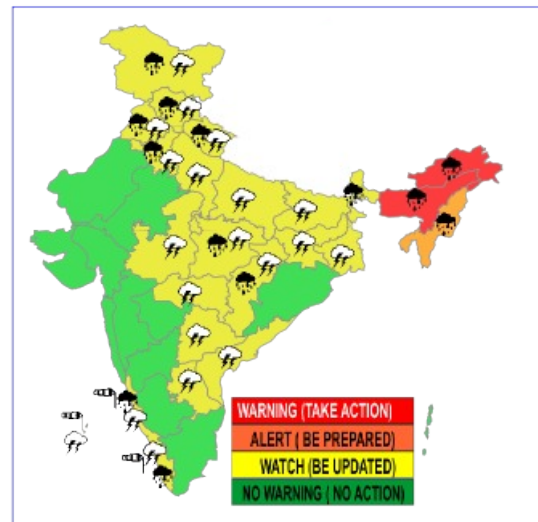 WARNING (TAKE ACTION)
ALERT ( BE PREPARED)
WATCH (BE UPDATED)
NO WARNING ( NO ACTION)